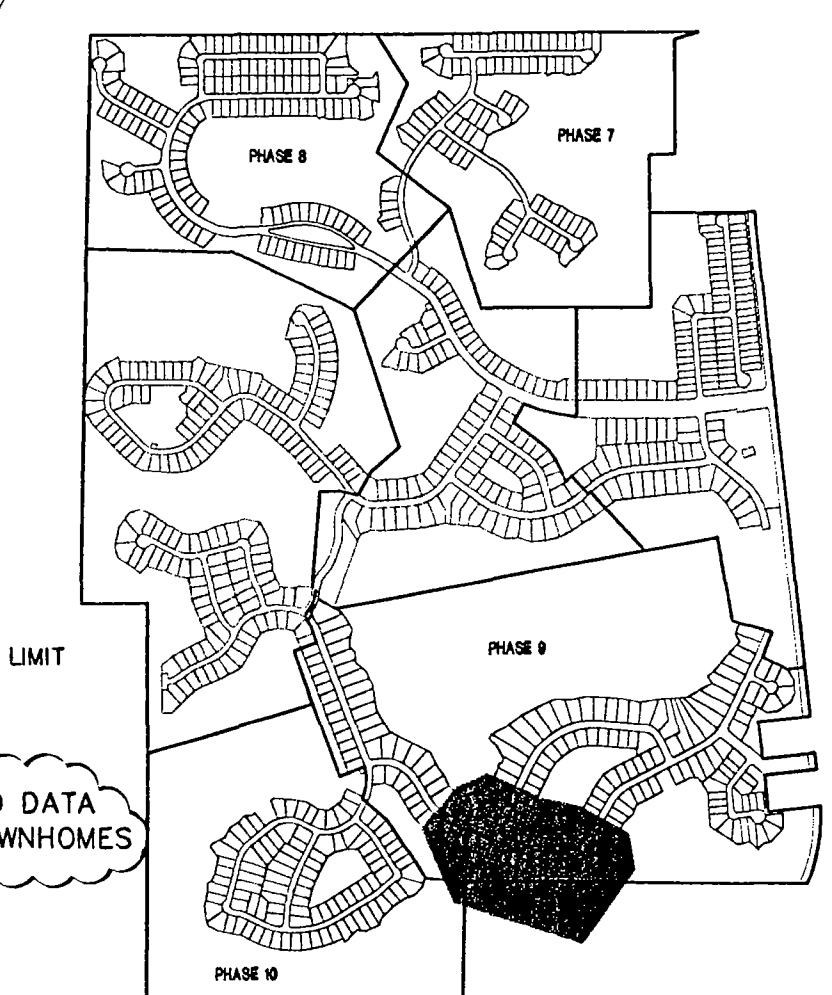 PHASE 8
PHASE 7
PHASE 9
LIMIT
DATA
WNHOMES
PHASE 10